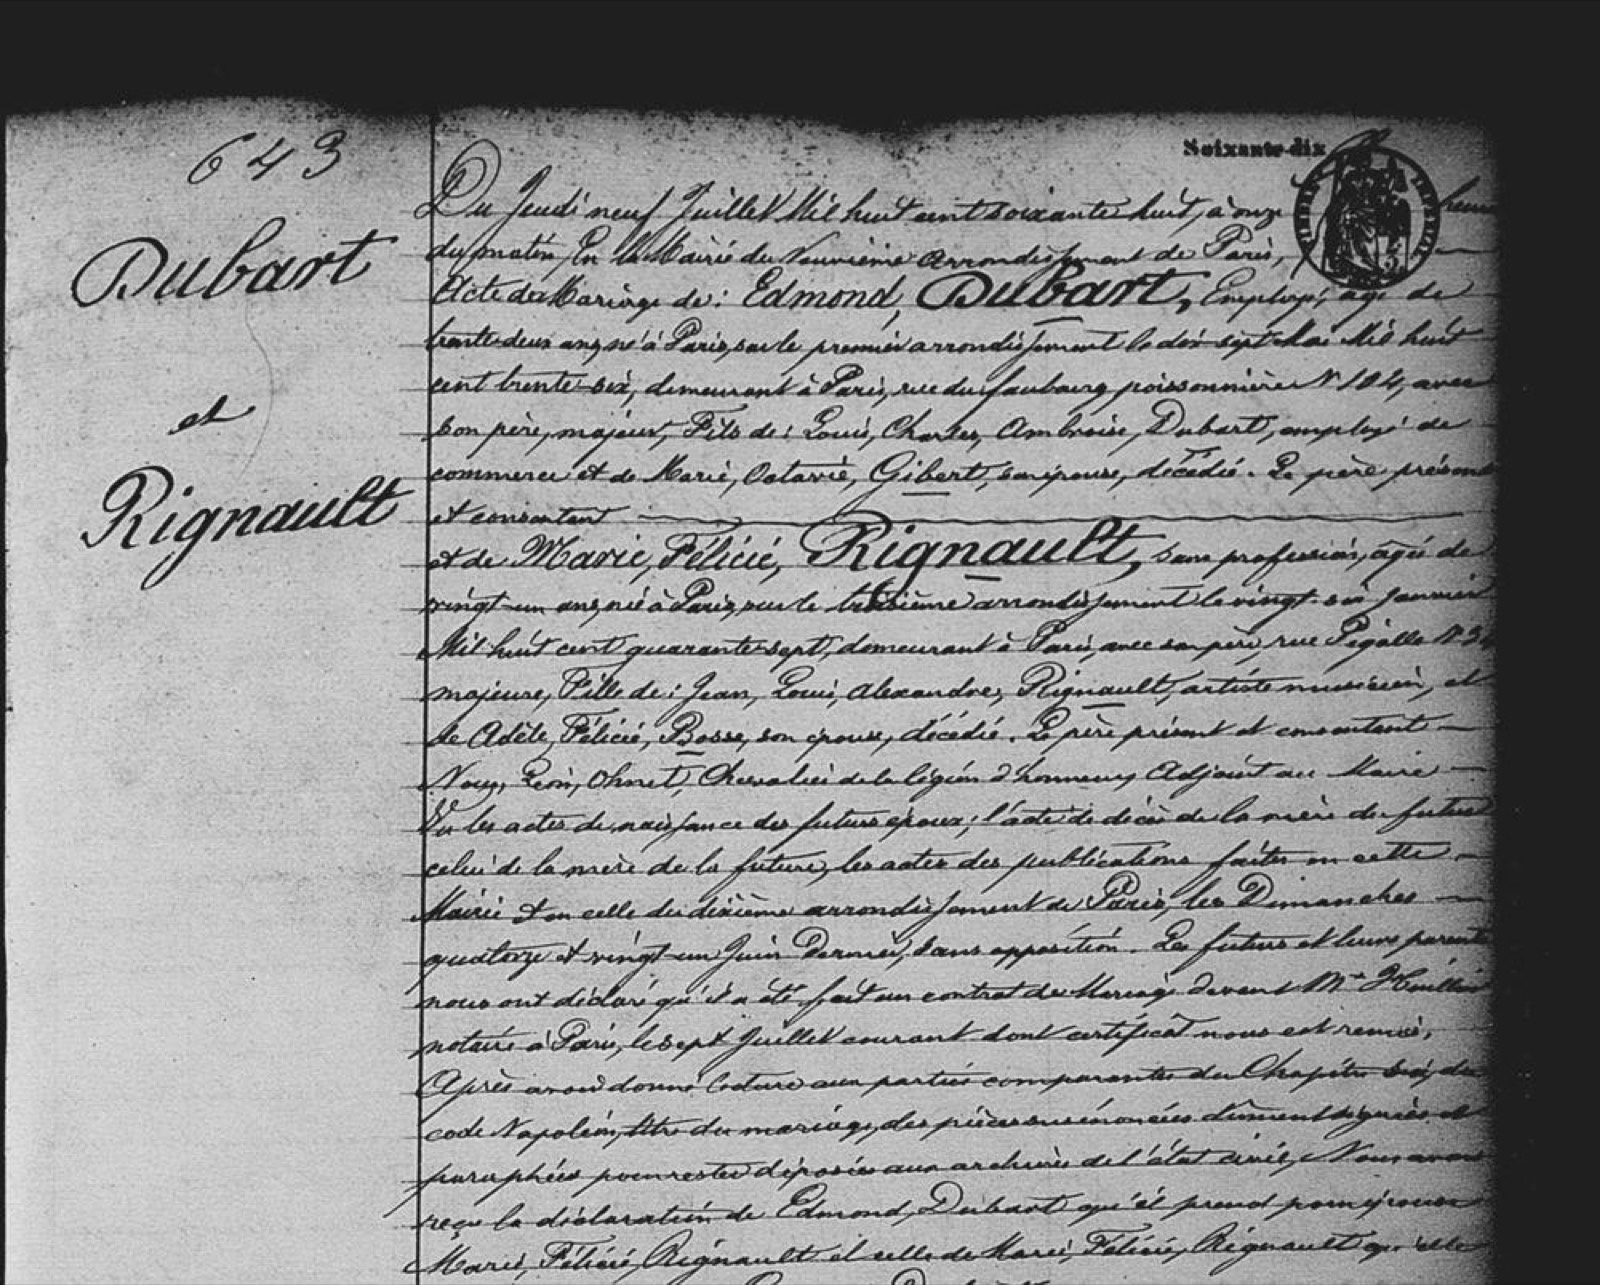 643
Dubart
et
Rignault
Soixante-dix
Du Jeudi neuf Juillet Mil huit cent soixante huit, à onze heures
du matin, En la Mairie du Neuvième Arrondissement de Paris,
Acte de Mariage de : Edmond, Dubart, Employé, âgé de
trente-deux ans, né à Paris, sur le premier arrondissement le dix-sept Mai Mil huit
cent trente-six, demeurant à Paris, rue du faubourg poissonnière N° 104, avec
son père, majeur, Fils de : Louis, Charles, Ambroise, Dubart, employé de
commerce et de Marie, Octavie, Gibert, son épouse, décédée. Le père présent
et consentant
et de Marie, Félicie, Rignault, sans profession, âgée de
vingt-un ans, née à Paris, sur le troisième arrondissement le vingt-six Janvier
Mil huit cent quarante-sept, demeurant à Paris, avec son père, rue Pigalle N°
majeure, Fille de : Jean, Louis, Alexandre, Rignault, artiste musicien, et
de Adèle, Félicie, Bosse, son épouse, décédée. Le père présent et consentant
Nous, Léon, Ohnet, Chevalier de la légion d'honneur, Adjoint au Maire
Vu les actes de naissance des futurs époux ; l'acte de décès de la mère du futur
celui de la mère de la future, les actes des publications faites en cette
Mairie et en celle du dixième arrondissement de Paris, les Dimanches
quatorze et vingt-un Juin dernier, sans opposition. Les futurs et leurs parents
nous ont déclaré qu'il a été fait un contrat de Mariage devant Me
notaire à Paris, le sept Juillet courant dont certificat nous est remis,
Après avoir donné lecture aux parties comparantes du Chapitre six, du
code Napoléon, titre du mariage, des pièces susénoncées dûment signées et
paraphées pour rester déposées aux archives de l'état civil, Nous avons
reçu la déclaration de Edmond, Dubart qu'il prend pour épouse
Marie, Félicie, Rignault et celle de Marie, Félicie, Rignault qu'elle